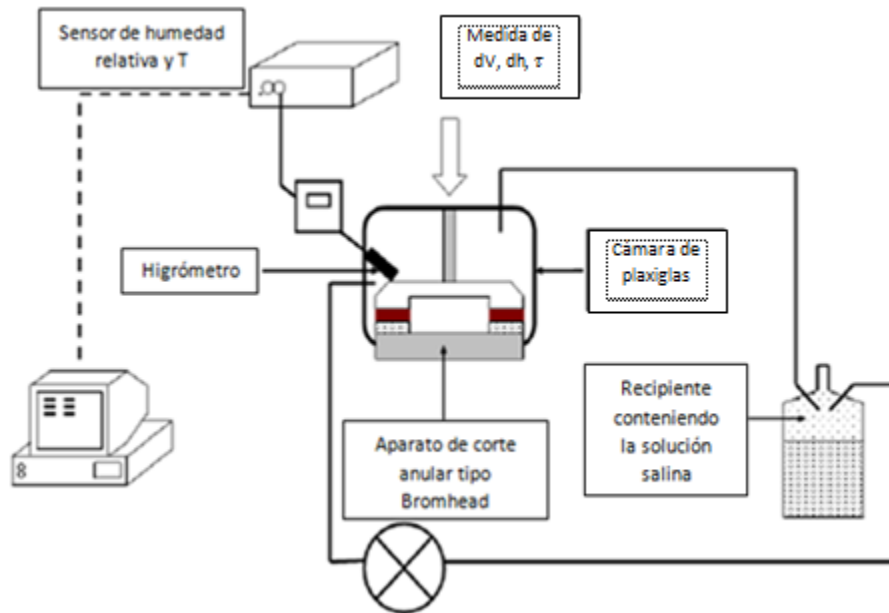 Sensor de humedad
relativa y T
Medida de
dV, dh, τ
Higrómetro
Cámara de
plaxiglas
Aparato de corte
anular tipo
Bromhead
Recipiente
conteniendo
la solución
salina